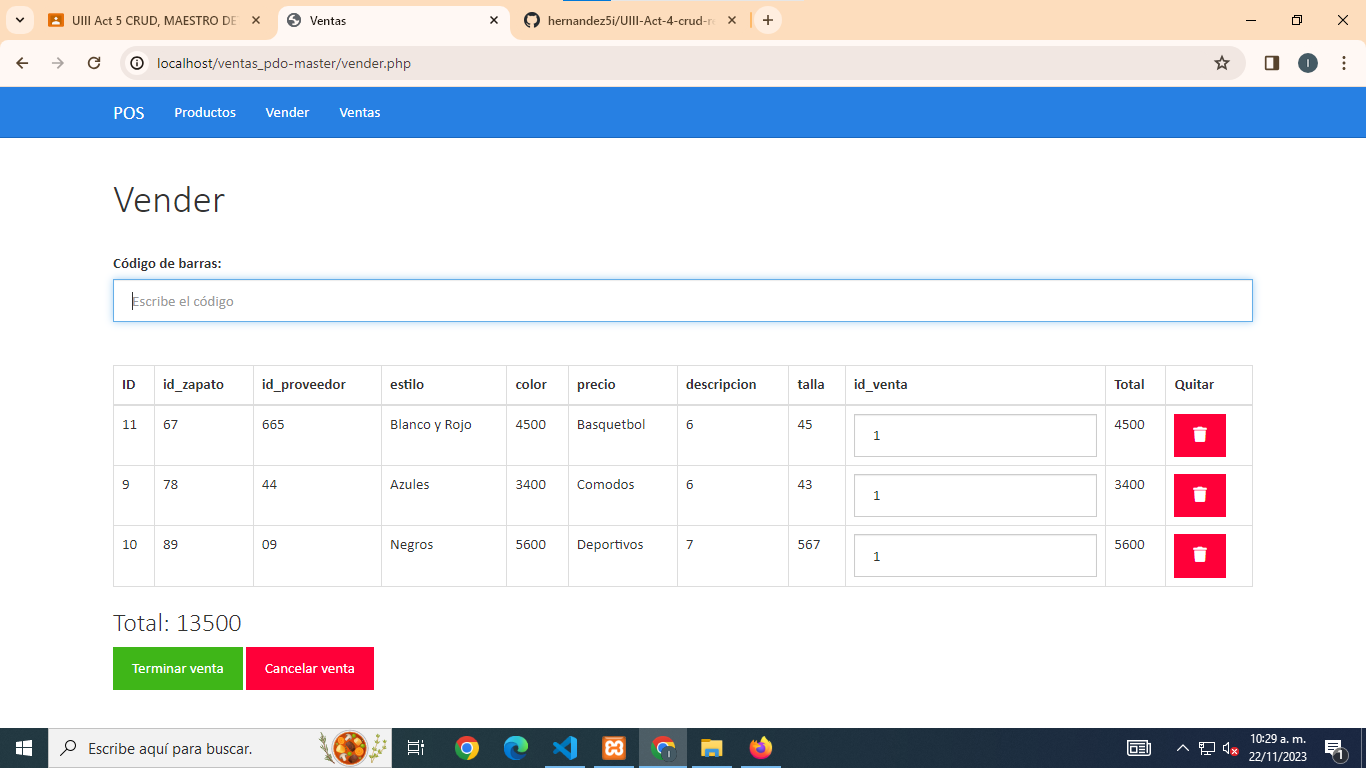 UIII Act 5 CRUD, MAESTRO DE
Ventas
hernandez5i/UIII-Act-4-crud-re
localhost/ventas_pdo-master/vender.php
I
POS Productos Vender Ventas
Vender
Código de barras:
Escribe el código
ID id_zapato id_proveedor estilo color precio descripcion talla id_venta Total Quitar
11 67 665 Blanco y Rojo 4500 Basquetbol 6 45 1 4500
9 78 44 Azules 3400 Comodos 6 43 1 3400
10 89 09 Negros 5600 Deportivos 7 567 1 5600
Total: 13500
Terminar venta Cancelar venta
Escribe aquí para buscar.
10:29 a. m.
22/11/2023
1